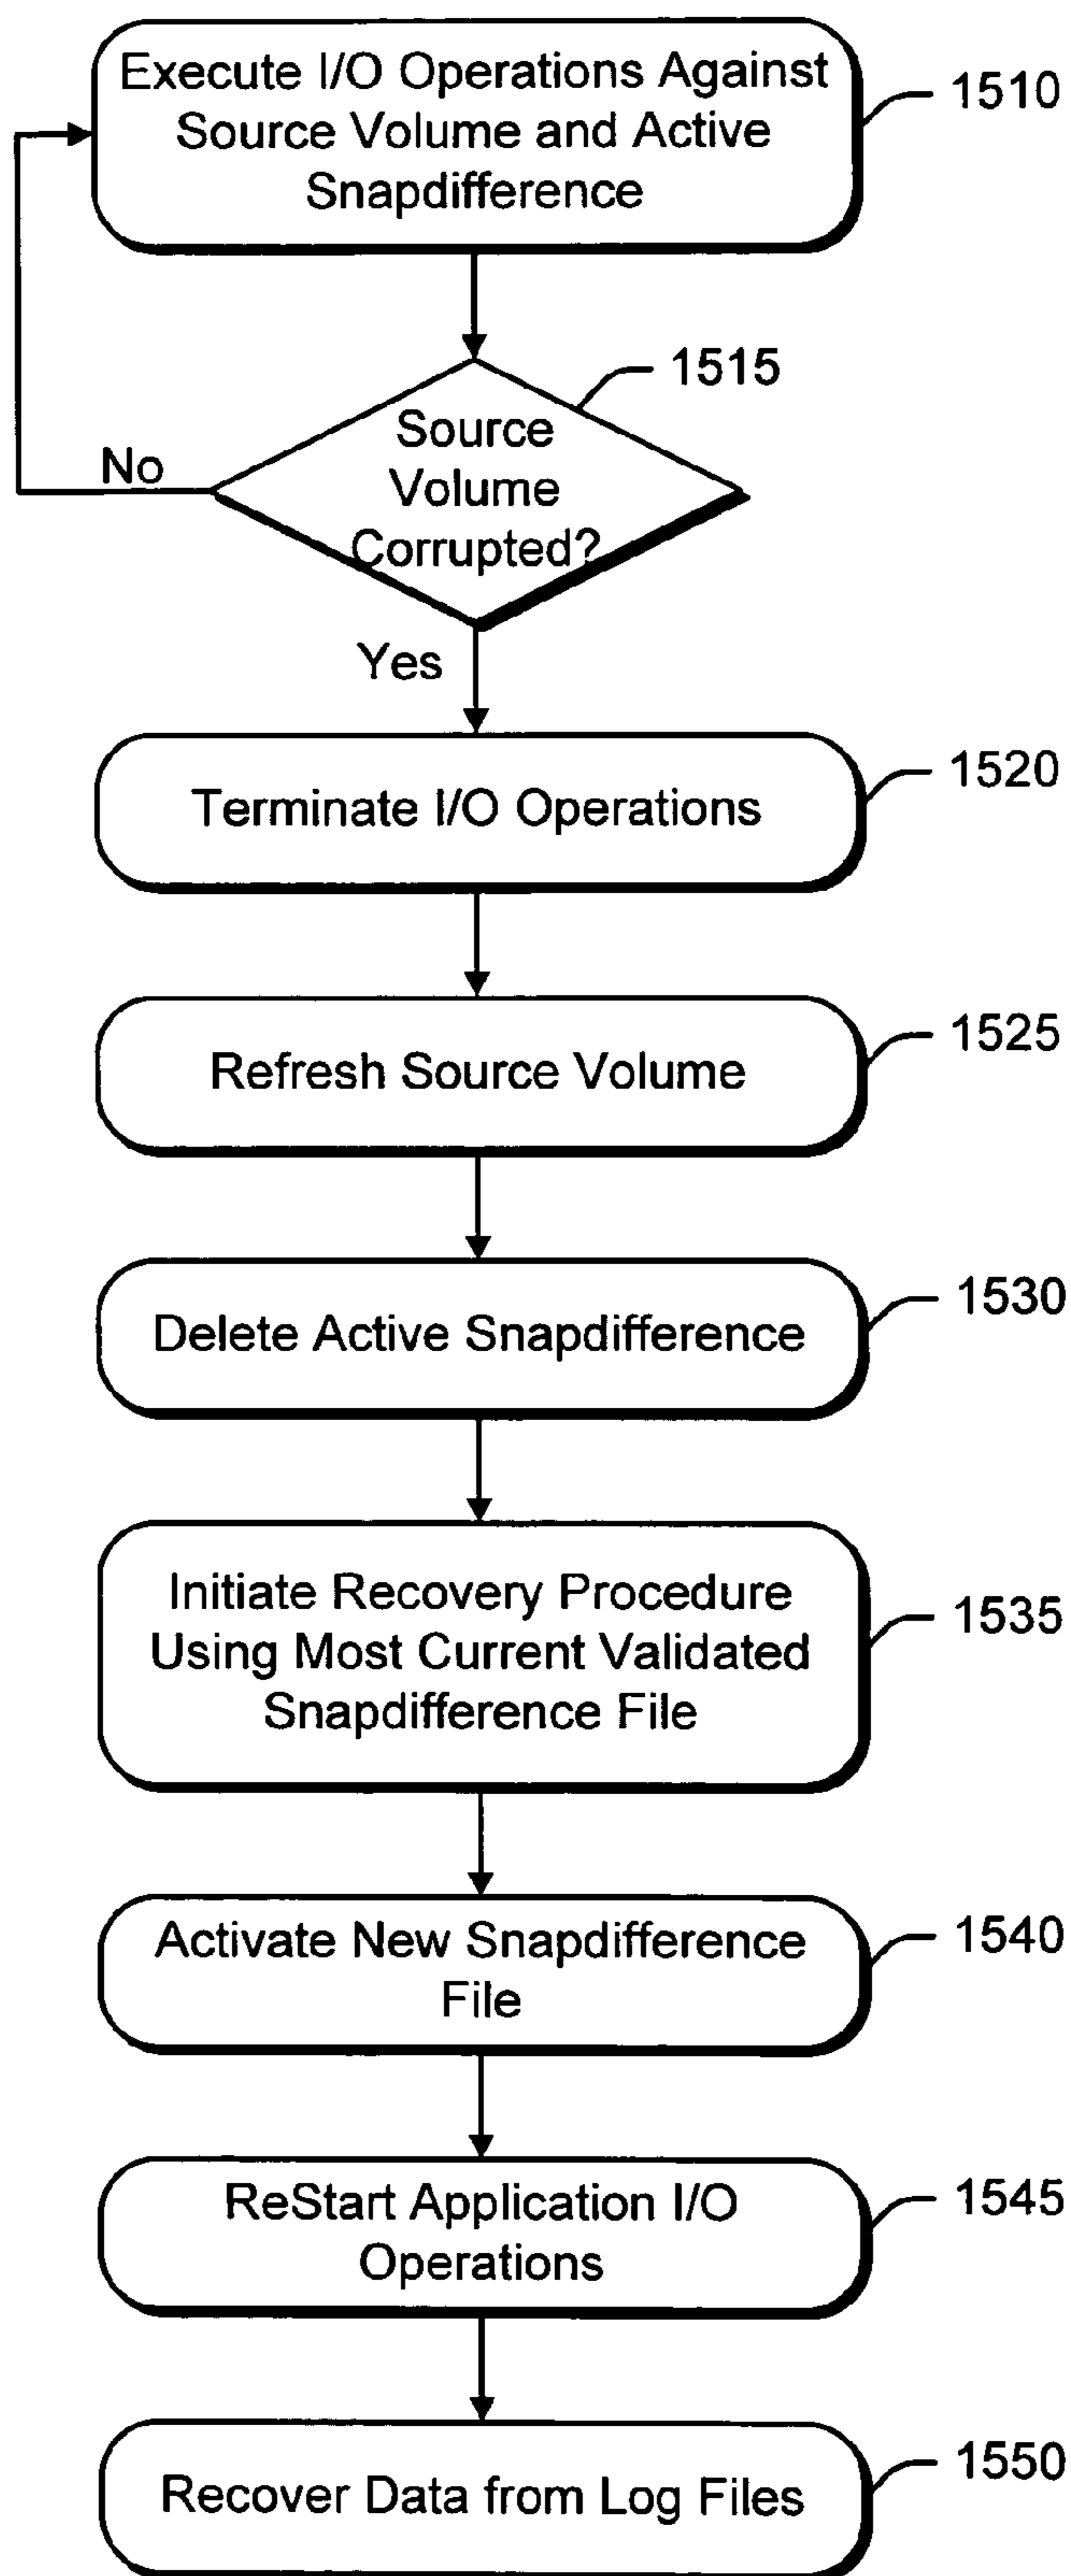 Execute I/O Operations Against
Source Volume and Active
Snapdifference
1510
1515
Source
Volume
Corrupted?
No
Yes
Terminate I/O Operations
1520
Refresh Source Volume
1525
Delete Active Snapdifference
1530
Initiate Recovery Procedure
Using Most Current Validated
Snapdifference File
1535
Activate New Snapdifference
File
1540
ReStart Application I/O
Operations
1545
Recover Data from Log Files
1550